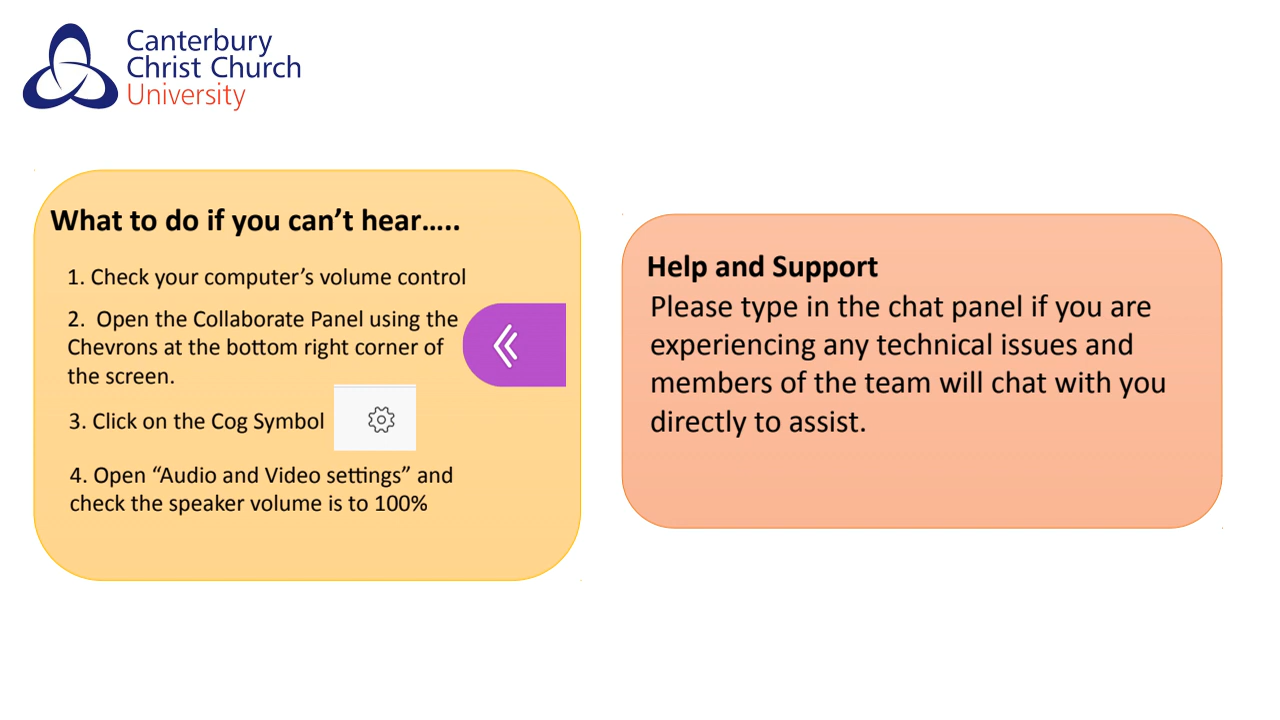 Canterbury
Christ Church
University
What to do if you can’t hear…..
1. Check your computer’s volume control
2.  Open the Collaborate Panel using the
Chevrons at the bottom right corner of
the screen.
3. Click on the Cog Symbol
4. Open “Audio and Video settings” and
check the speaker volume is to 100%
Help and Support
Please type in the chat panel if you are
experiencing any technical issues and
members of the team will chat with you
directly to assist.